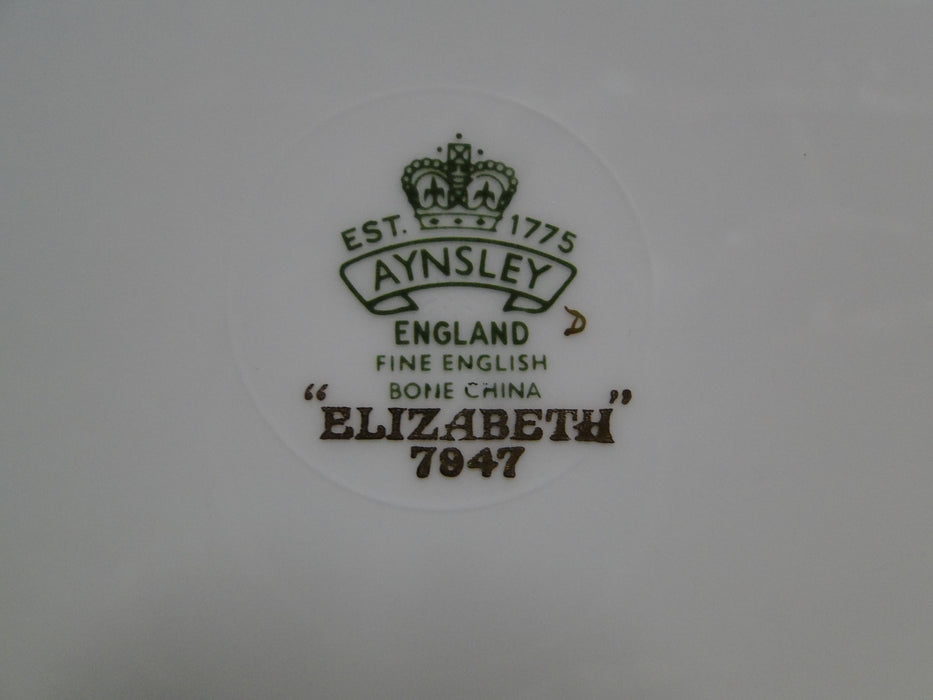 EST. 1775
AYNSLEY
D
ENGLAND
FINE ENGLISH
BONE CHINA
"ELIZABETH"
7947